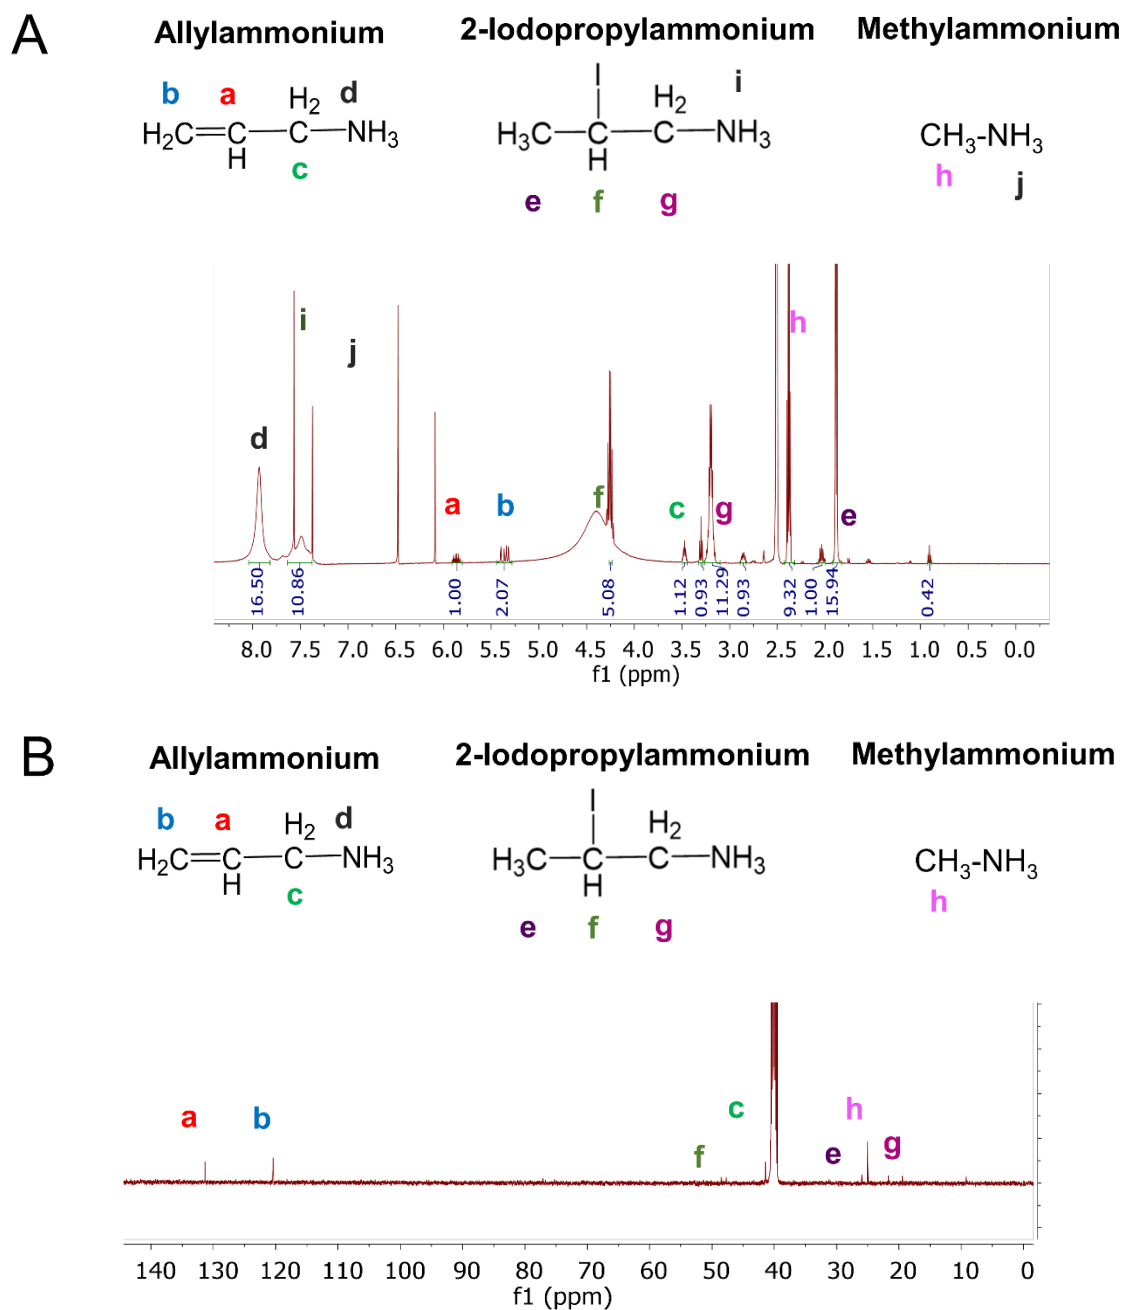 A
Allylammonium 2-Iodopropylammonium Methylammonium
b a H2 d
H2C=C—C—NH3
H
c
I
H2 i
H3C—C—C—NH3
H
e f g
CH3-NH3
h j
i
j
h
d
a b f c g e
16.50 10.86 1.00 2.07 5.08 1.12 0.93 11.29 0.93 9.32 1.00 15.94 0.42
8.0 7.5 7.0 6.5 6.0 5.5 5.0 4.5 4.0 3.5 3.0 2.5 2.0 1.5 1.0 0.5 0.0
f1 (ppm)
B
Allylammonium 2-Iodopropylammonium Methylammonium
b a H2 d
H2C=C—C—NH3
H
c
I
H2
H3C—C—C—NH3
H
e f g
CH3-NH3
h
a b f c e h g
140 130 120 110 100 90 80 70 60 50 40 30 20 10 0
f1 (ppm)